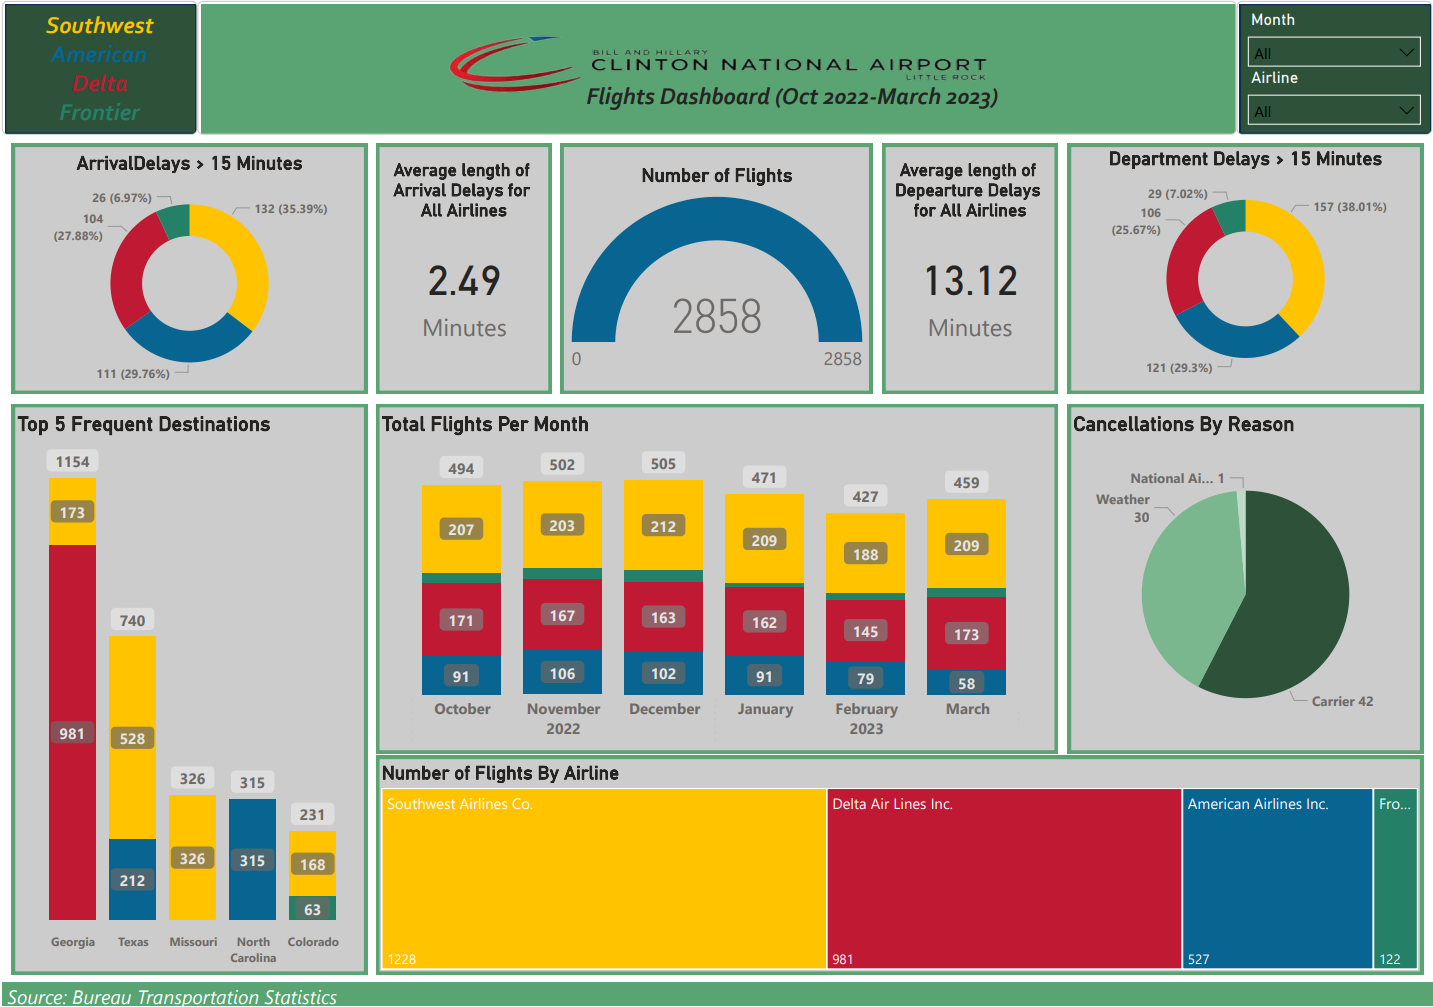 Southwest
American
Delta
Frontier
BILL AND HILLARY
CLINTON NATIONAL AIRPORT
LITTLE ROCK
Flights Dashboard (Oct 2022-March 2023)
Month
All
Airline
All
ArrivalDelays > 15 Minutes
26 (6.97%)
132 (35.39%)
104
(27.88%)
111 (29.76%)
Average length of
Arrival Delays for
All Airlines
2.49
Minutes
Number of Flights
2858
0
2858
Average length of
Depearture Delays
for All Airlines
13.12
Minutes
Department Delays > 15 Minutes
29 (7.02%)
157 (38.01%)
106
(25.67%)
121 (29.3%)
Top 5 Frequent Destinations
1154
173
981
740
528
212
326
326
315
315
231
168
63
Georgia
Texas
Missouri
North
Carolina
Colorado
Total Flights Per Month
494
502
505
471
427
459
207
203
212
209
188
209
171
167
163
162
145
173
91
106
102
91
79
58
October
November
December
January
February
March
2022
2023
Cancellations By Reason
National Ai... 1
Weather
30
Carrier 42
Number of Flights By Airline
Southwest Airlines Co.
1228
Delta Air Lines Inc.
981
American Airlines Inc.
527
Fro...
122
Source: Bureau Transportation Statistics